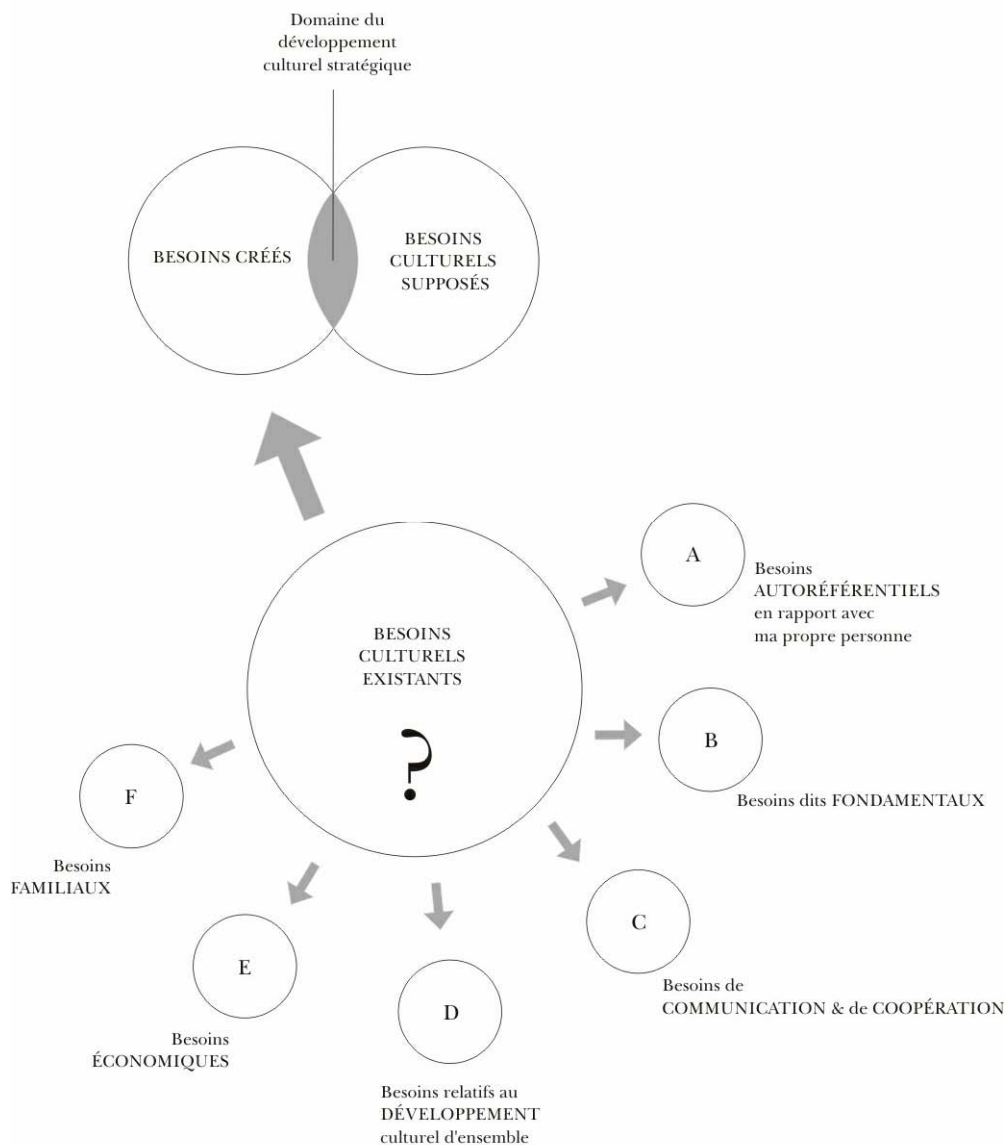 Domaine du
développement
culturel stratégique
BESOINS CRÉÉS
BESOINS
CULTURELS
SUPPOSÉS
BESOINS
CULTURELS
EXISTANTS
?
A
Besoins
AUTORÉFÉRENTIELS
en rapport avec
ma propre personne
B
Besoins dits FONDAMENTAUX
C
Besoins de
COMMUNICATION & de COOPÉRATION
D
Besoins relatifs au
DÉVELOPPEMENT
culturel d'ensemble
E
Besoins
ÉCONOMIQUES
F
Besoins
FAMILIAUX